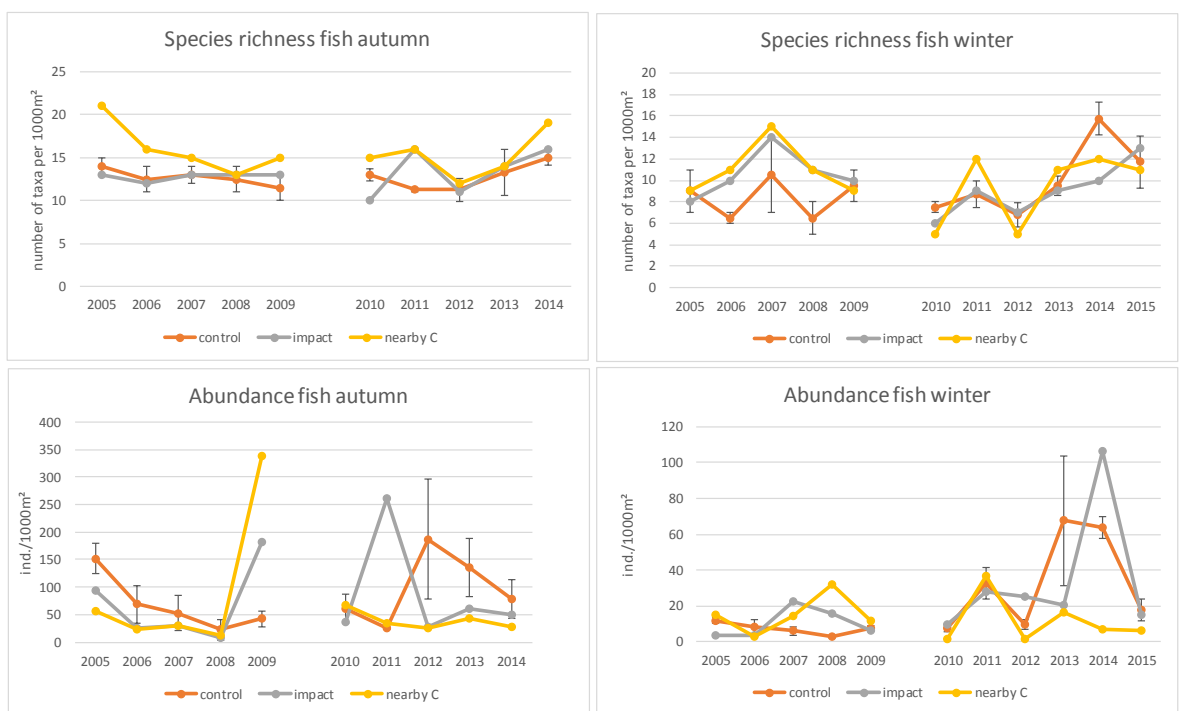 Species richness fish autumn
number of taxa per 1000m²
25
20
15
10
5
0
2005 2006 2007 2008 2009 2010 2011 2012 2013 2014
control impact nearby C
Species richness fish winter
number of taxa per 1000m²
20
18
16
14
12
10
8
6
4
2
0
2005 2006 2007 2008 2009 2010 2011 2012 2013 2014 2015
control impact nearby C
Abundance fish autumn
ind./1000m²
400
350
300
250
200
150
100
50
0
2005 2006 2007 2008 2009 2010 2011 2012 2013 2014
control impact nearby C
Abundance fish winter
ind./1000m²
120
100
80
60
40
20
0
2005 2006 2007 2008 2009 2010 2011 2012 2013 2014 2015
control impact nearby C